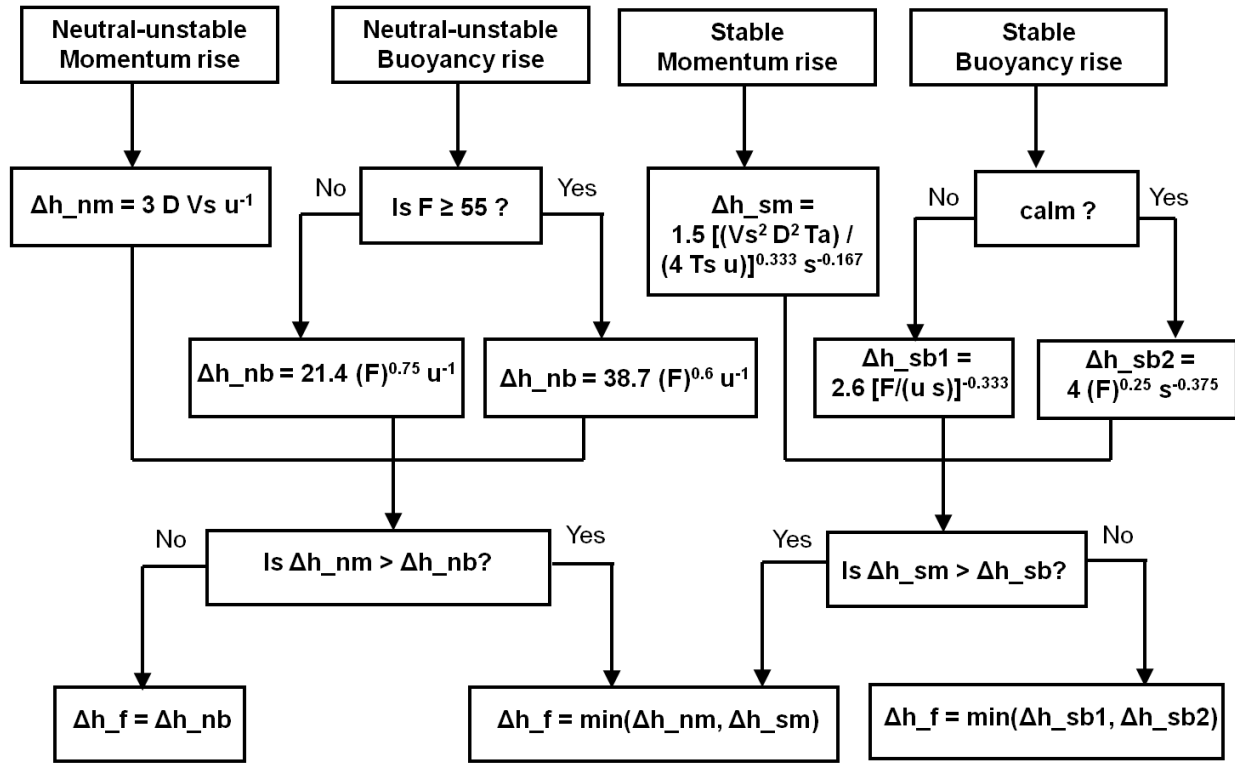 Neutral-unstable
Momentum rise
Neutral-unstable
Buoyancy rise
Stable
Momentum rise
Stable
Buoyancy rise
Δh_nm = 3 D Vs u⁻¹
No
Is F ≥ 55 ?
Yes
Δh_sm =
1.5 [(Vs² D² Ta) /
(4 Ts u)]⁰·³³³ s⁻⁰·¹⁶⁷
No
calm ?
Yes
Δh_nb = 21.4 (F)⁰·⁷⁵ u⁻¹
Δh_nb = 38.7 (F)⁰·⁶ u⁻¹
Δh_sb1 =
2.6 [F/(u s)]⁻⁰·³³³
Δh_sb2 =
4 (F)⁰·²⁵ s⁻⁰·³⁷⁵
No
Is Δh_nm > Δh_nb?
Yes
Yes
Is Δh_sm > Δh_sb?
No
Δh_f = Δh_nb
Δh_f = min(Δh_nm, Δh_sm)
Δh_f = min(Δh_sb1, Δh_sb2)